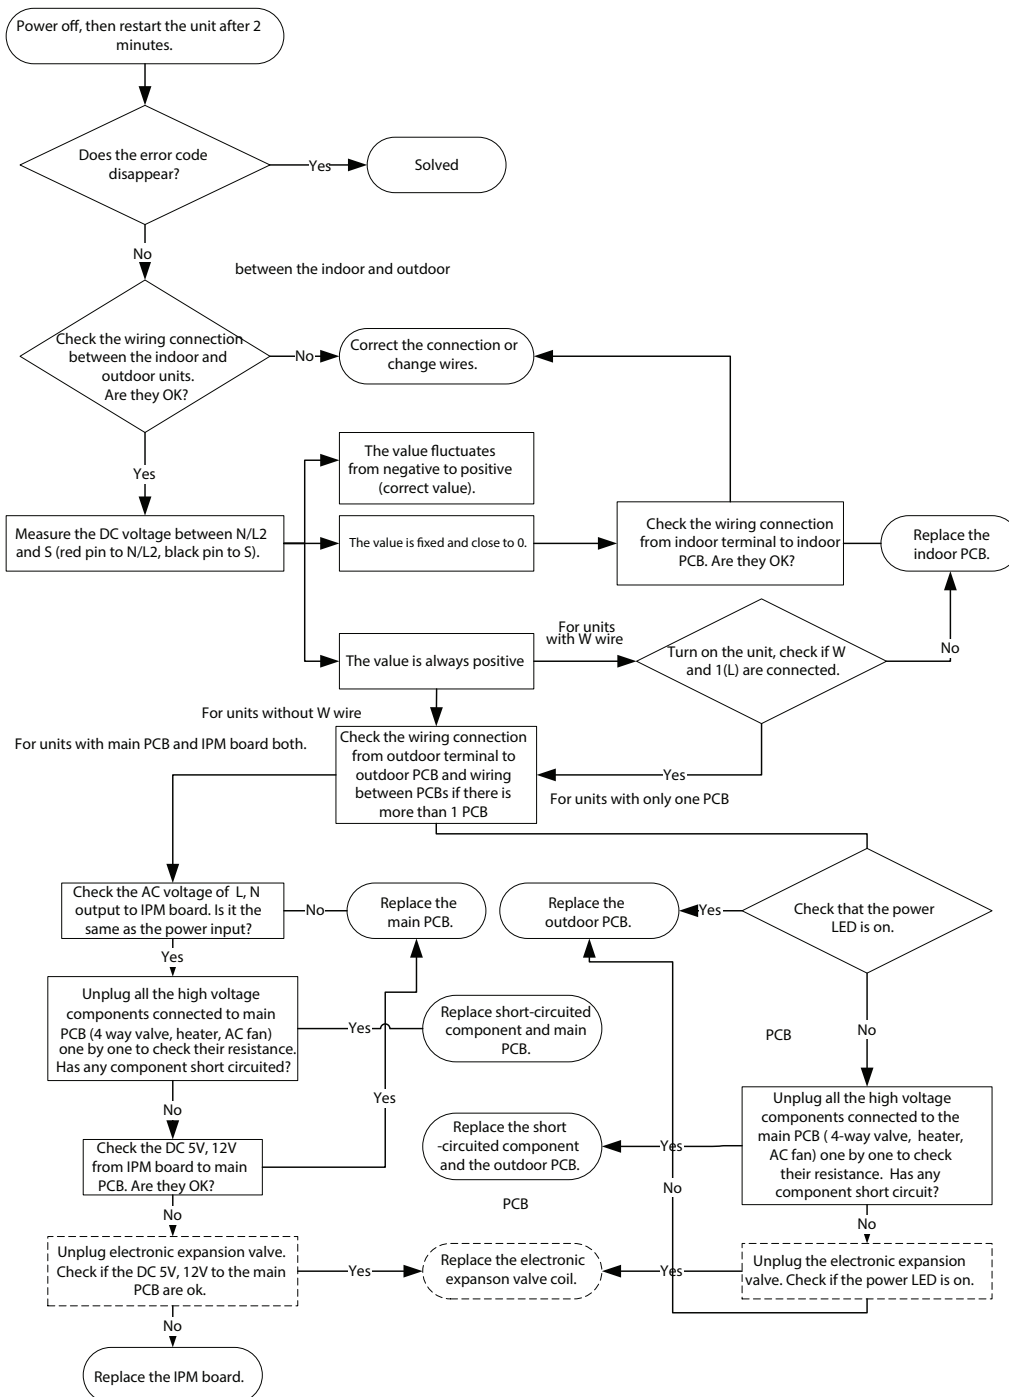 Power off, then restart the unit after 2
minutes.
Does the error code
disappear?
Yes
Solved
No
between the indoor and outdoor
Check the wiring connection
between the indoor and
outdoor units.
Are they OK?
No
Correct the connection or
change wires.
Yes
The value fluctuates
from negative to positive
(correct value).
Measure the DC voltage between N/L2
and S (red pin to N/L2, black pin to S).
The value is fixed and close to 0.
Check the wiring connection
from indoor terminal to indoor
PCB. Are they OK?
Replace the
indoor PCB.
The value is always positive
For units
with W wire
Turn on the unit, check if W
and 1(L) are connected.
No
For units without W wire
For units with main PCB and IPM board both.
Check the wiring connection
from outdoor terminal to
outdoor PCB and wiring
between PCBs if there is
more than 1 PCB
Yes
For units with only one PCB
Check the AC voltage of L, N
output to IPM board. Is it the
same as the power input?
No
Replace the
main PCB.
Replace the
outdoor PCB.
Yes
Check that the power
LED is on.
Yes
Unplug all the high voltage
components connected to main
PCB (4 way valve, heater, AC fan)
one by one to check their resistance.
Has any component short circuited?
Yes
Replace short-circuited
component and main
PCB.
PCB
No
No
Yes
Check the DC 5V, 12V
from IPM board to main
PCB. Are they OK?
Replace the short
-circuited component
and the outdoor PCB.
Yes
Unplug all the high voltage
components connected to the
main PCB ( 4-way valve, heater,
AC fan) one by one to check
their resistance. Has any
component short circuit?
No
PCB
No
No
Unplug electronic expansion valve.
Check if the DC 5V, 12V to the main
PCB are ok.
Yes
Replace the electronic
expanson valve coil.
Yes
Unplug the electronic expansion
valve. Check if the power LED is on.
No
Replace the IPM board.